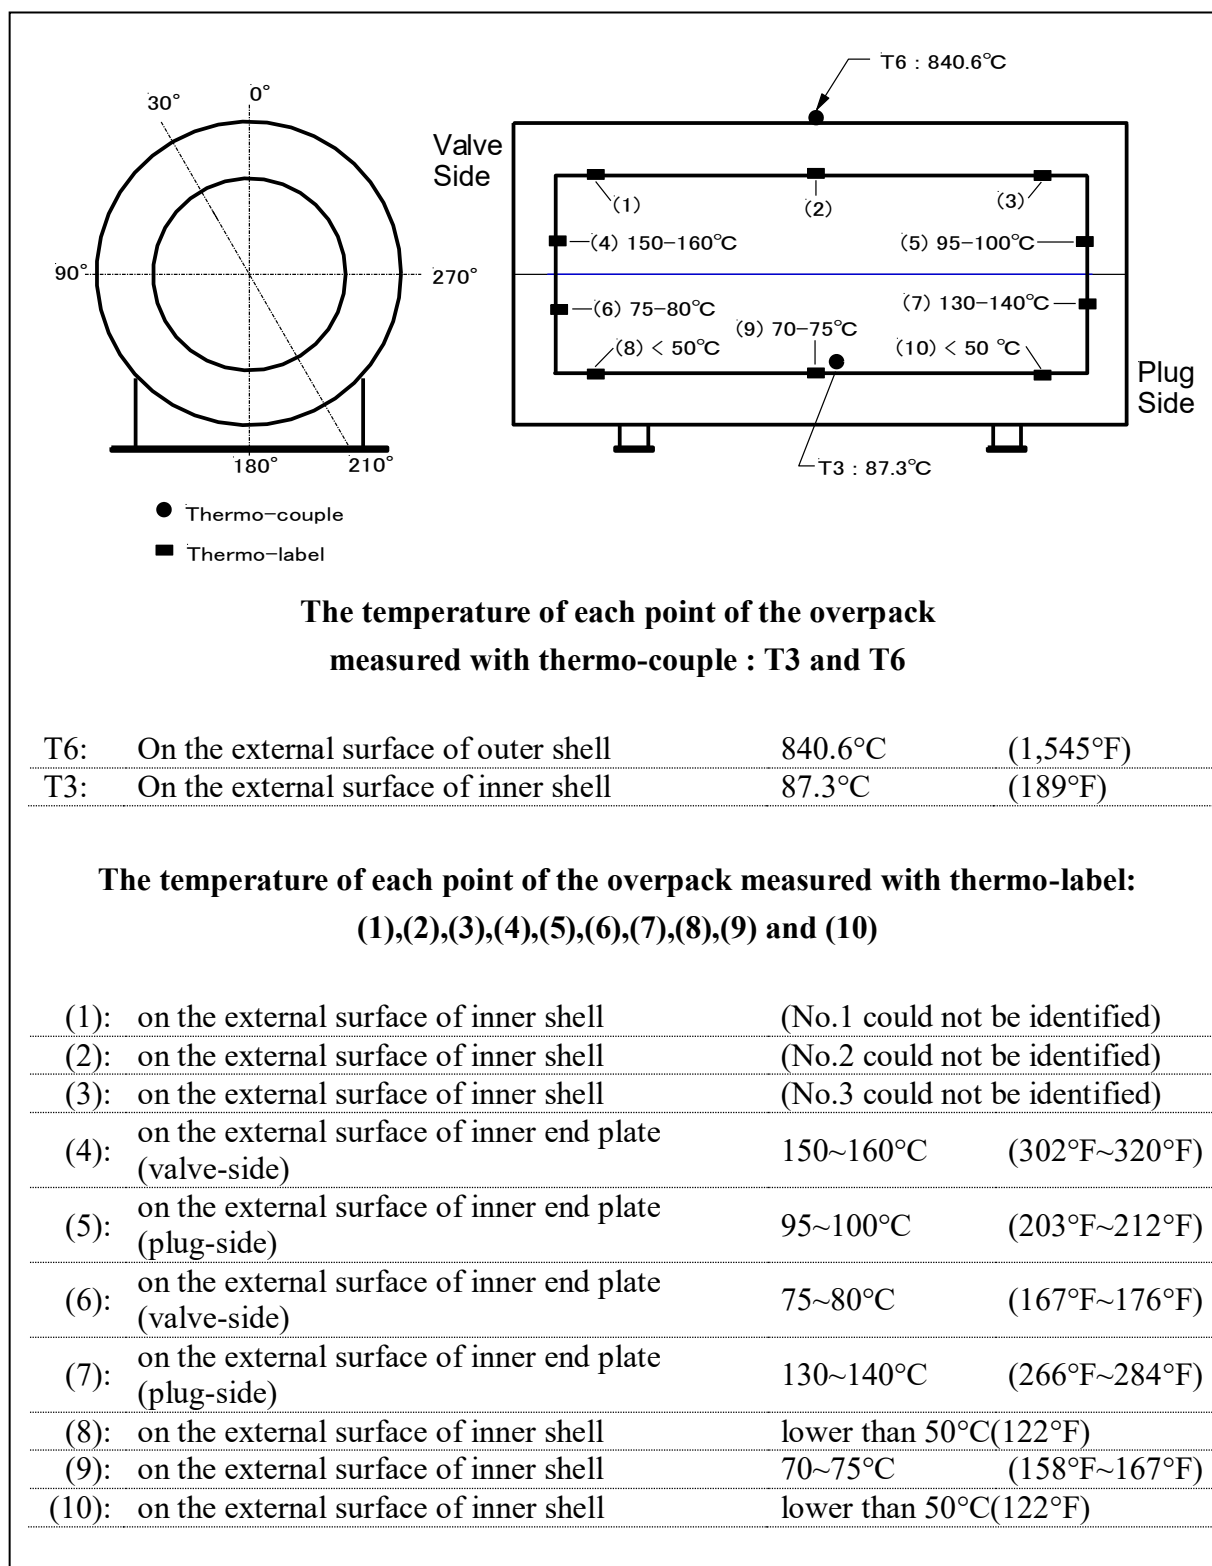 T6 : 840.6℃
0°
30°
Valve
Side
(1)
(2)
(3)
(4) 150-160℃
(5) 95-100℃
90°
270°
(6) 75-80℃
(7) 130-140℃
(9) 70-75℃
(8) < 50℃
(10) < 50 ℃
Plug
Side
180°
210°
T3 : 87.3℃
Thermo-couple
Thermo-label
The temperature of each point of the overpack
measured with thermo-couple : T3 and T6
T6: On the external surface of outer shell 840.6°C (1,545°F)
T3: On the external surface of inner shell 87.3°C (189°F)
The temperature of each point of the overpack measured with thermo-label:
(1),(2),(3),(4),(5),(6),(7),(8),(9) and (10)
(1): on the external surface of inner shell (No.1 could not be identified)
(2): on the external surface of inner shell (No.2 could not be identified)
(3): on the external surface of inner shell (No.3 could not be identified)
(4): on the external surface of inner end plate
(valve-side) 150~160°C (302°F~320°F)
(5): on the external surface of inner end plate
(plug-side) 95~100°C (203°F~212°F)
(6): on the external surface of inner end plate
(valve-side) 75~80°C (167°F~176°F)
(7): on the external surface of inner end plate
(plug-side) 130~140°C (266°F~284°F)
(8): on the external surface of inner shell lower than 50°C(122°F)
(9): on the external surface of inner shell 70~75°C (158°F~167°F)
(10): on the external surface of inner shell lower than 50°C(122°F)